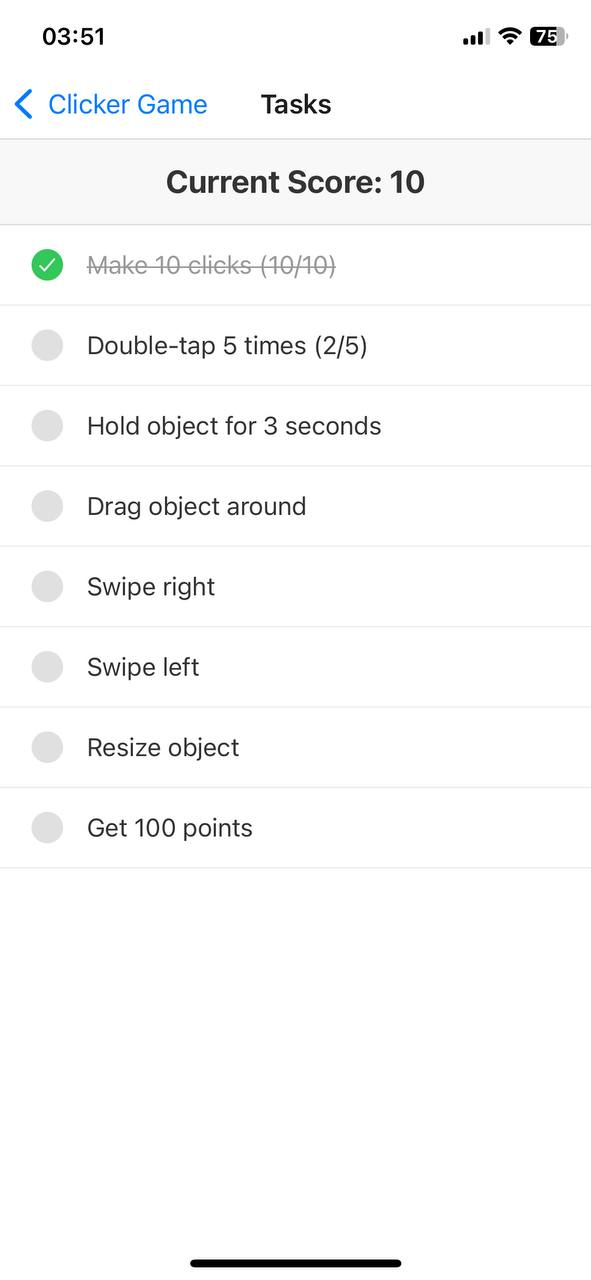 03:51
75
Clicker Game
Tasks
Current Score: 10
Make 10 clicks (10/10)
Double-tap 5 times (2/5)
Hold object for 3 seconds
Drag object around
Swipe right
Swipe left
Resize object
Get 100 points